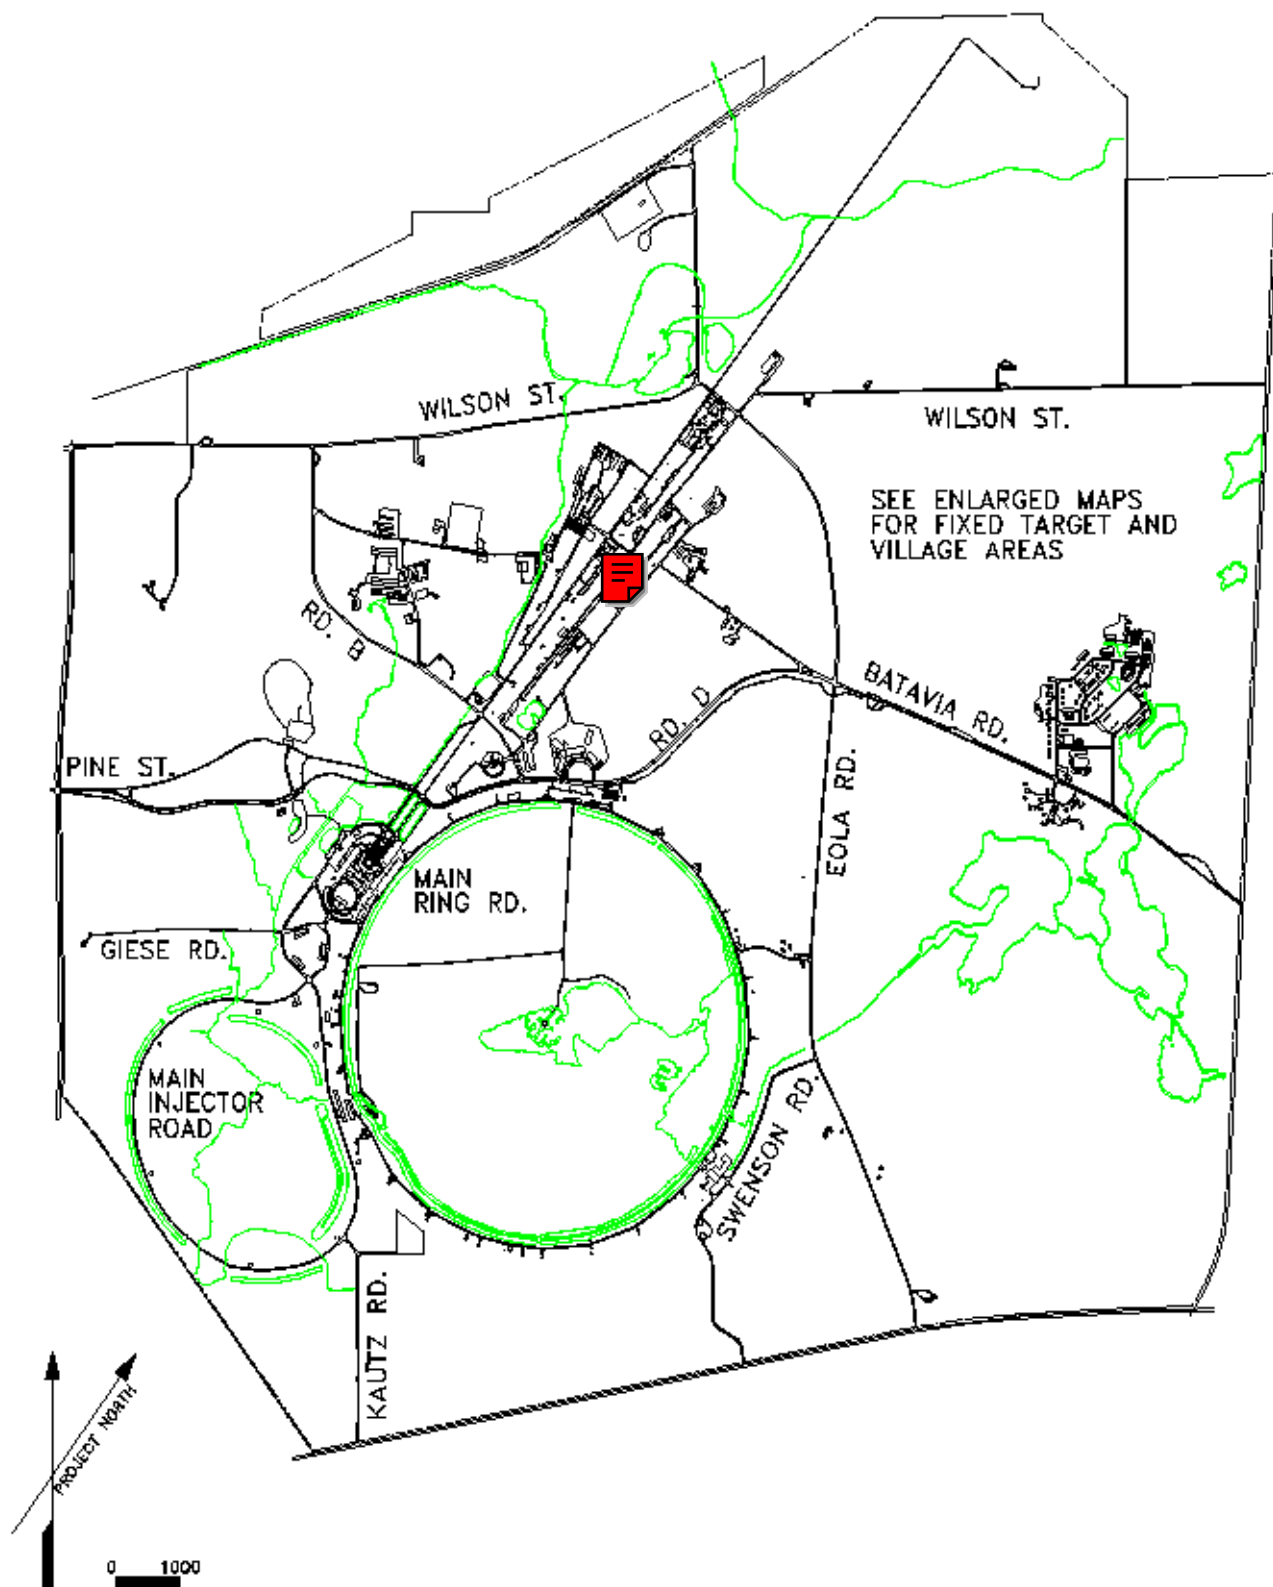 WILSON ST.
WILSON ST.
SEE ENLARGED MAPS
FOR FIXED TARGET AND
VILLAGE AREAS
RD. B
BATAVIA RD.
RD. D
PINE ST.
EOLA RD.
MAIN
RING RD.
GIESE RD.
MAIN
INJECTOR
ROAD
SWENSON RD.
KAUTZ RD.
PROJECT NORTH
0 1000